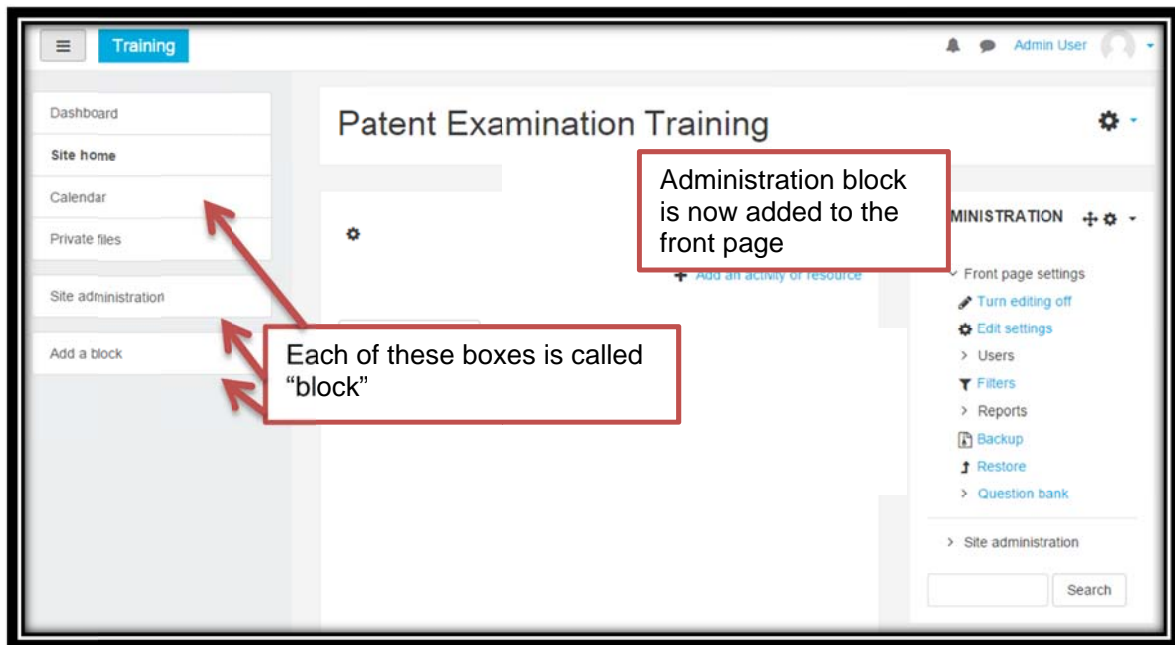 Training
Admin User
Dashboard
Site home
Calendar
Private files
Site administration
Add a block
Patent Examination Training
Administration block
is now added to the
front page
Add an activity or resource
Each of these boxes is called
“block”
MINISTRATION
Front page settings
Turn editing off
Edit settings
Users
Filters
Reports
Backup
Restore
Question bank
Site administration
Search